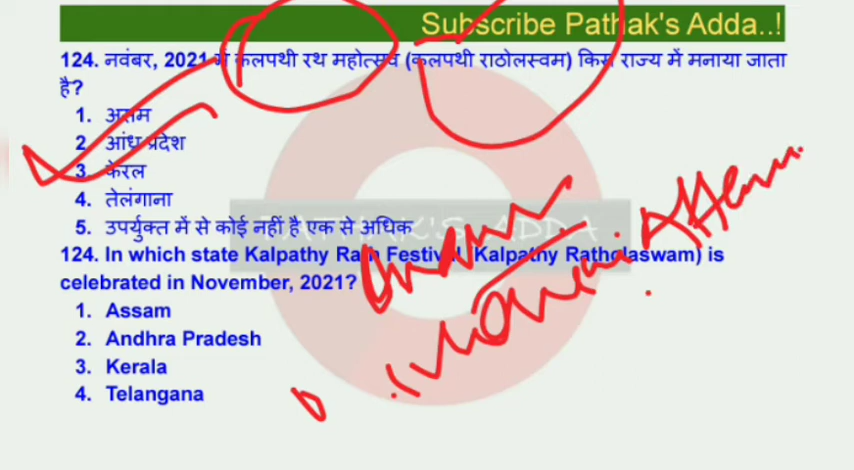 Subscribe Pathak's Adda..!
124. नवंबर, 2021 में कलपथी रथ महोत्सव (कलपथी राठोलस्वम) किस राज्य में मनाया जाता
है?
1. असम
2. आंध्र प्रदेश
3. केरल
4. तेलंगाना
5. उपर्युक्त में से कोई नहीं है एक से अधिक
PATHAK'S ADDA
124. In which state Kalpathy Rath Festival (Kalpathy Ratholaswam) is
celebrated in November, 2021?
1. Assam
2. Andhra Pradesh
3. Kerala
4. Telangana